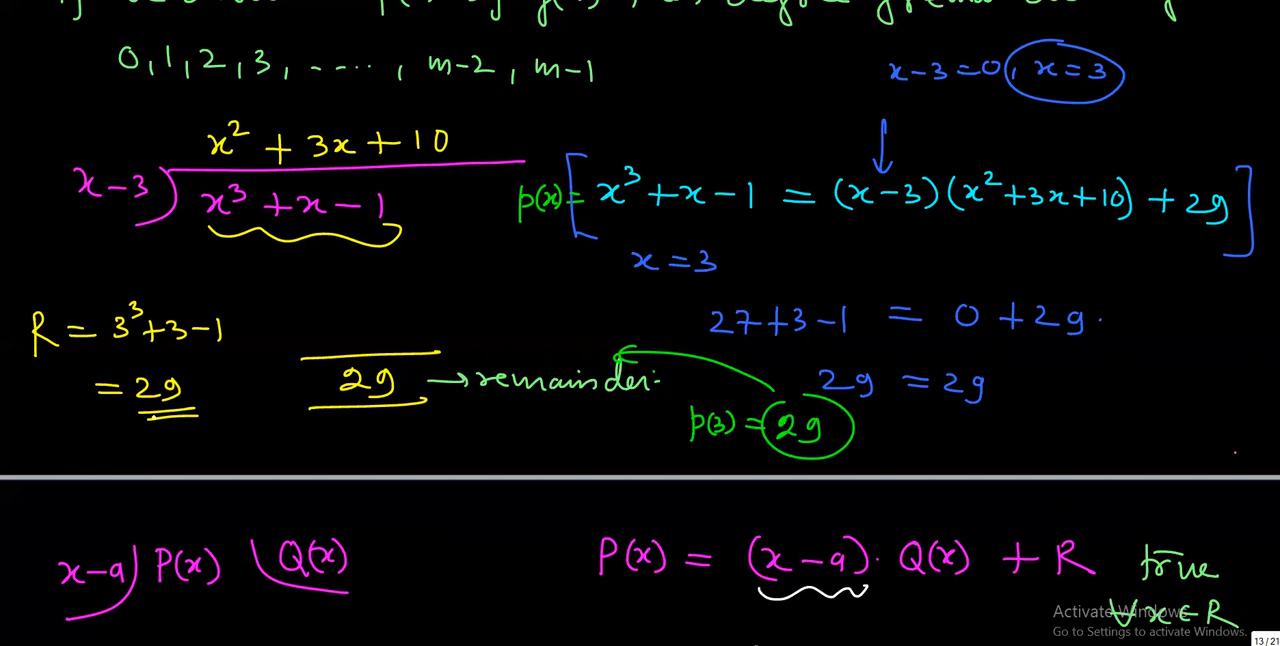 0, 1, 2, 3, ----., m-2, m-1
x-3=0, x=3
x² + 3x + 10
x-3) x³ + x - 1
p(x)= [x³ + x - 1 = (x-3)(x²+3x+10) + 29]
x = 3
R = 3³+3-1
27+3-1 = 0 + 29.
= 29
29 → remainder.
29 = 29
p(3) = 29
x-a) P(x) (Q(x)
P(x) = (x-a). Q(x) + R
true
∀x∈R
Activate Windows
Go to Settings to activate Windows.
13 / 21